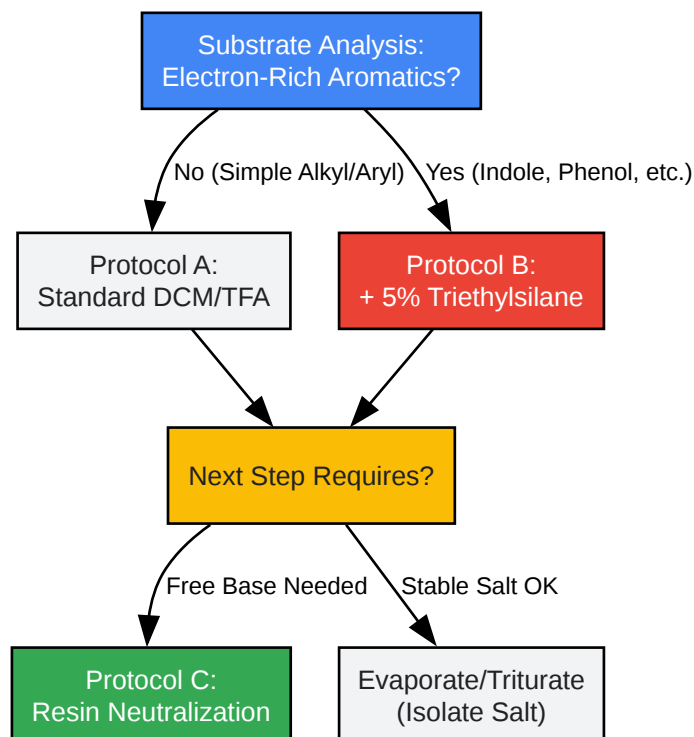 Substrate Analysis:
Electron-Rich Aromatics?
No (Simple Alkyl/Aryl)
Yes (Indole, Phenol, etc.)
Protocol A:
Standard DCM/TFA
Protocol B:
+ 5% Triethylsilane
Next Step Requires?
Free Base Needed
Stable Salt OK
Protocol C:
Resin Neutralization
Evaporate/Triturate
(Isolate Salt)